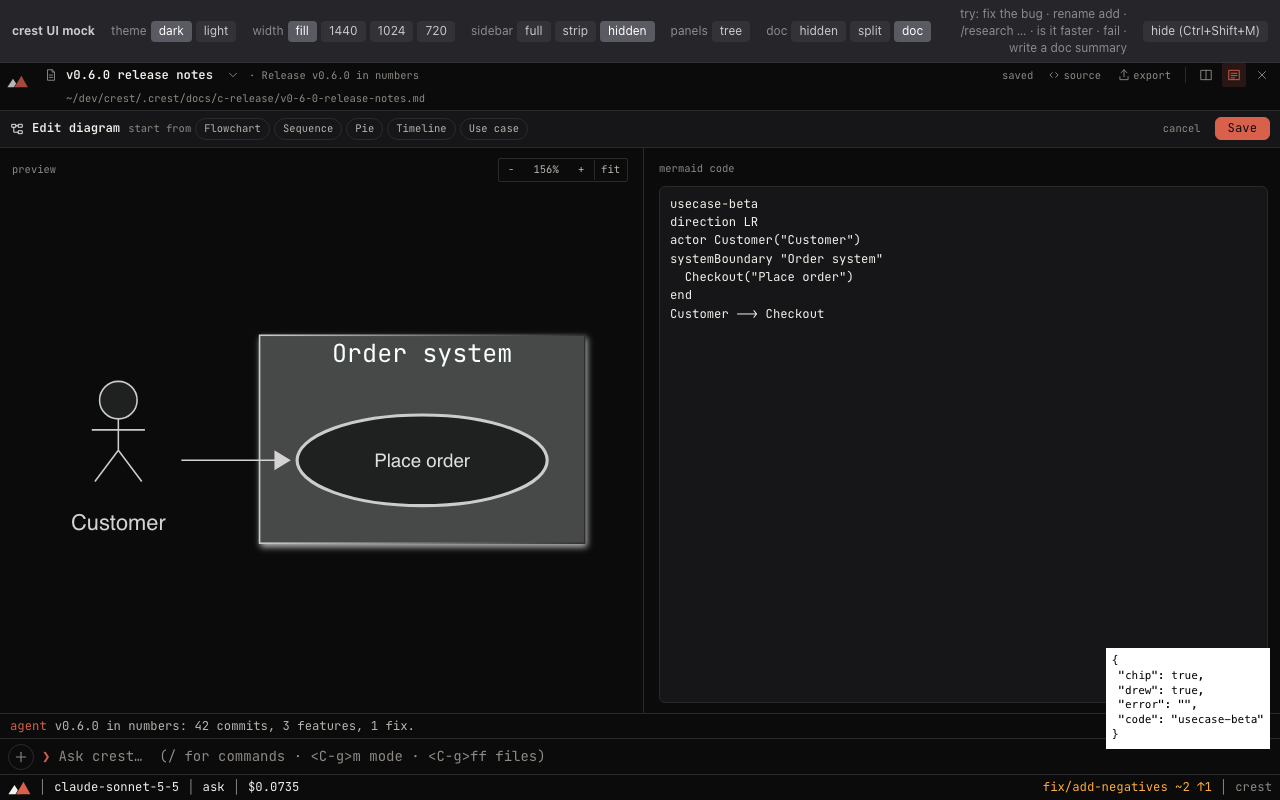 crest UI mock theme dark light width fill 1440 1024 720 sidebar full strip hidden panels tree doc hidden split doc
try: fix the bug · rename add ·
/research ... · is it faster · fail ·
write a doc summary
hide (Ctrl+Shift+M)
v0.6.0 release notes · Release v0.6.0 in numbers saved source export
~/dev/crest/.crest/docs/c-release/v0-6-0-release-notes.md
Edit diagram start from Flowchart Sequence Pie Timeline Use case cancel Save
preview - 156% + fit
Order system
Place order
Customer
mermaid code
usecase-beta
direction LR
actor Customer("Customer")
systemBoundary "Order system"
  Checkout("Place order")
end
Customer ⟶ Checkout
{
 "chip": true,
 "drew": true,
 "error": "",
 "code": "usecase-beta"
}
agent v0.6.0 in numbers: 42 commits, 3 features, 1 fix.
+ ❯ Ask crest… (/ for commands · <C-g>m mode · <C-g>ff files)
claude-sonnet-5-5 │ ask │ $0.0735 fix/add-negatives ~2 ↑1 │ crest